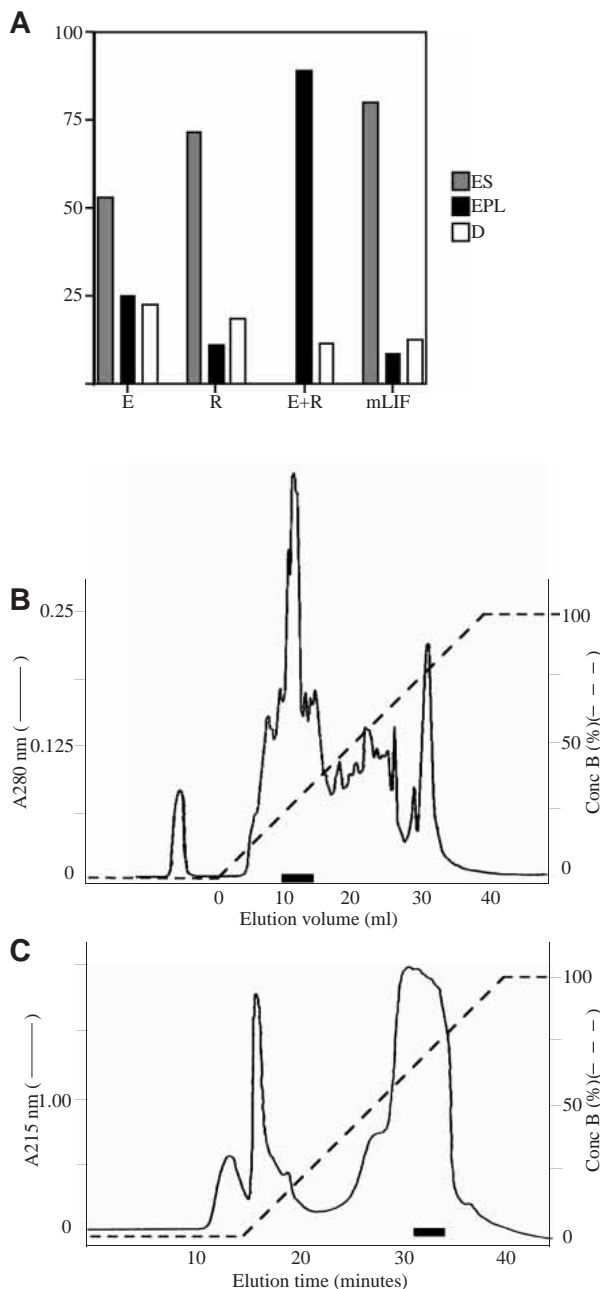 A
100
75
50
25
E R E+R mLIF
ES
EPL
D
B
0.25
0.125
0
A280 nm ( —— )
100
50
0
Conc B (%)(– – –)
0 10 20 30 40
Elution volume (ml)
C
1.00
0
A215 nm ( —— )
100
50
0
Conc B (%)(– – –)
10 20 30 40
Elution time (minutes)